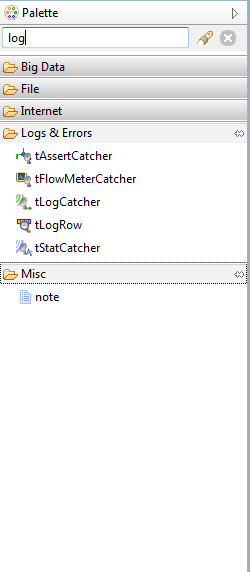 Palette
log
Big Data
File
Internet
Logs & Errors
tAssertCatcher
tFlowMeterCatcher
tLogCatcher
tLogRow
tStatCatcher
Misc
note